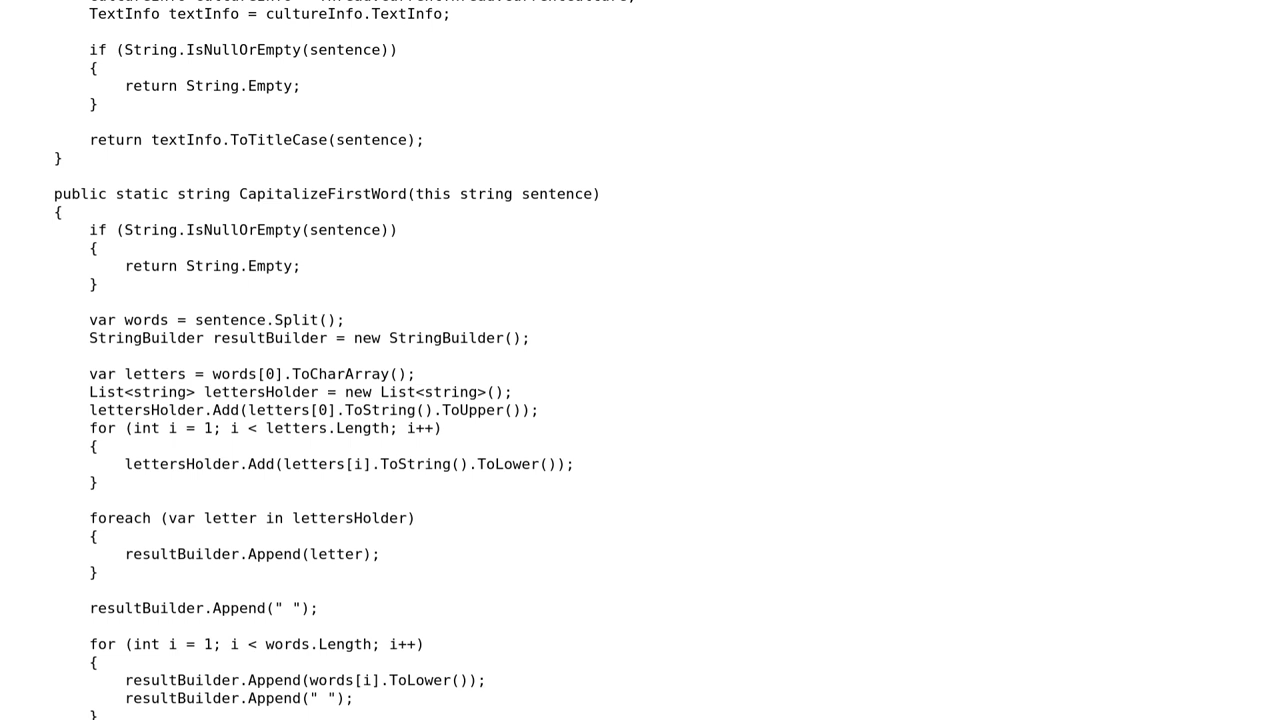 TextInfo textInfo = cultureInfo.TextInfo;

        if (String.IsNullOrEmpty(sentence))
        {
            return String.Empty;
        }

        return textInfo.ToTitleCase(sentence);
    }

    public static string CapitalizeFirstWord(this string sentence)
    {
        if (String.IsNullOrEmpty(sentence))
        {
            return String.Empty;
        }

        var words = sentence.Split();
        StringBuilder resultBuilder = new StringBuilder();

        var letters = words[0].ToCharArray();
        List<string> lettersHolder = new List<string>();
        lettersHolder.Add(letters[0].ToString().ToUpper());
        for (int i = 1; i < letters.Length; i++)
        {
            lettersHolder.Add(letters[i].ToString().ToLower());
        }

        foreach (var letter in lettersHolder)
        {
            resultBuilder.Append(letter);
        }

        resultBuilder.Append(" ");

        for (int i = 1; i < words.Length; i++)
        {
            resultBuilder.Append(words[i].ToLower());
            resultBuilder.Append(" ");
        }